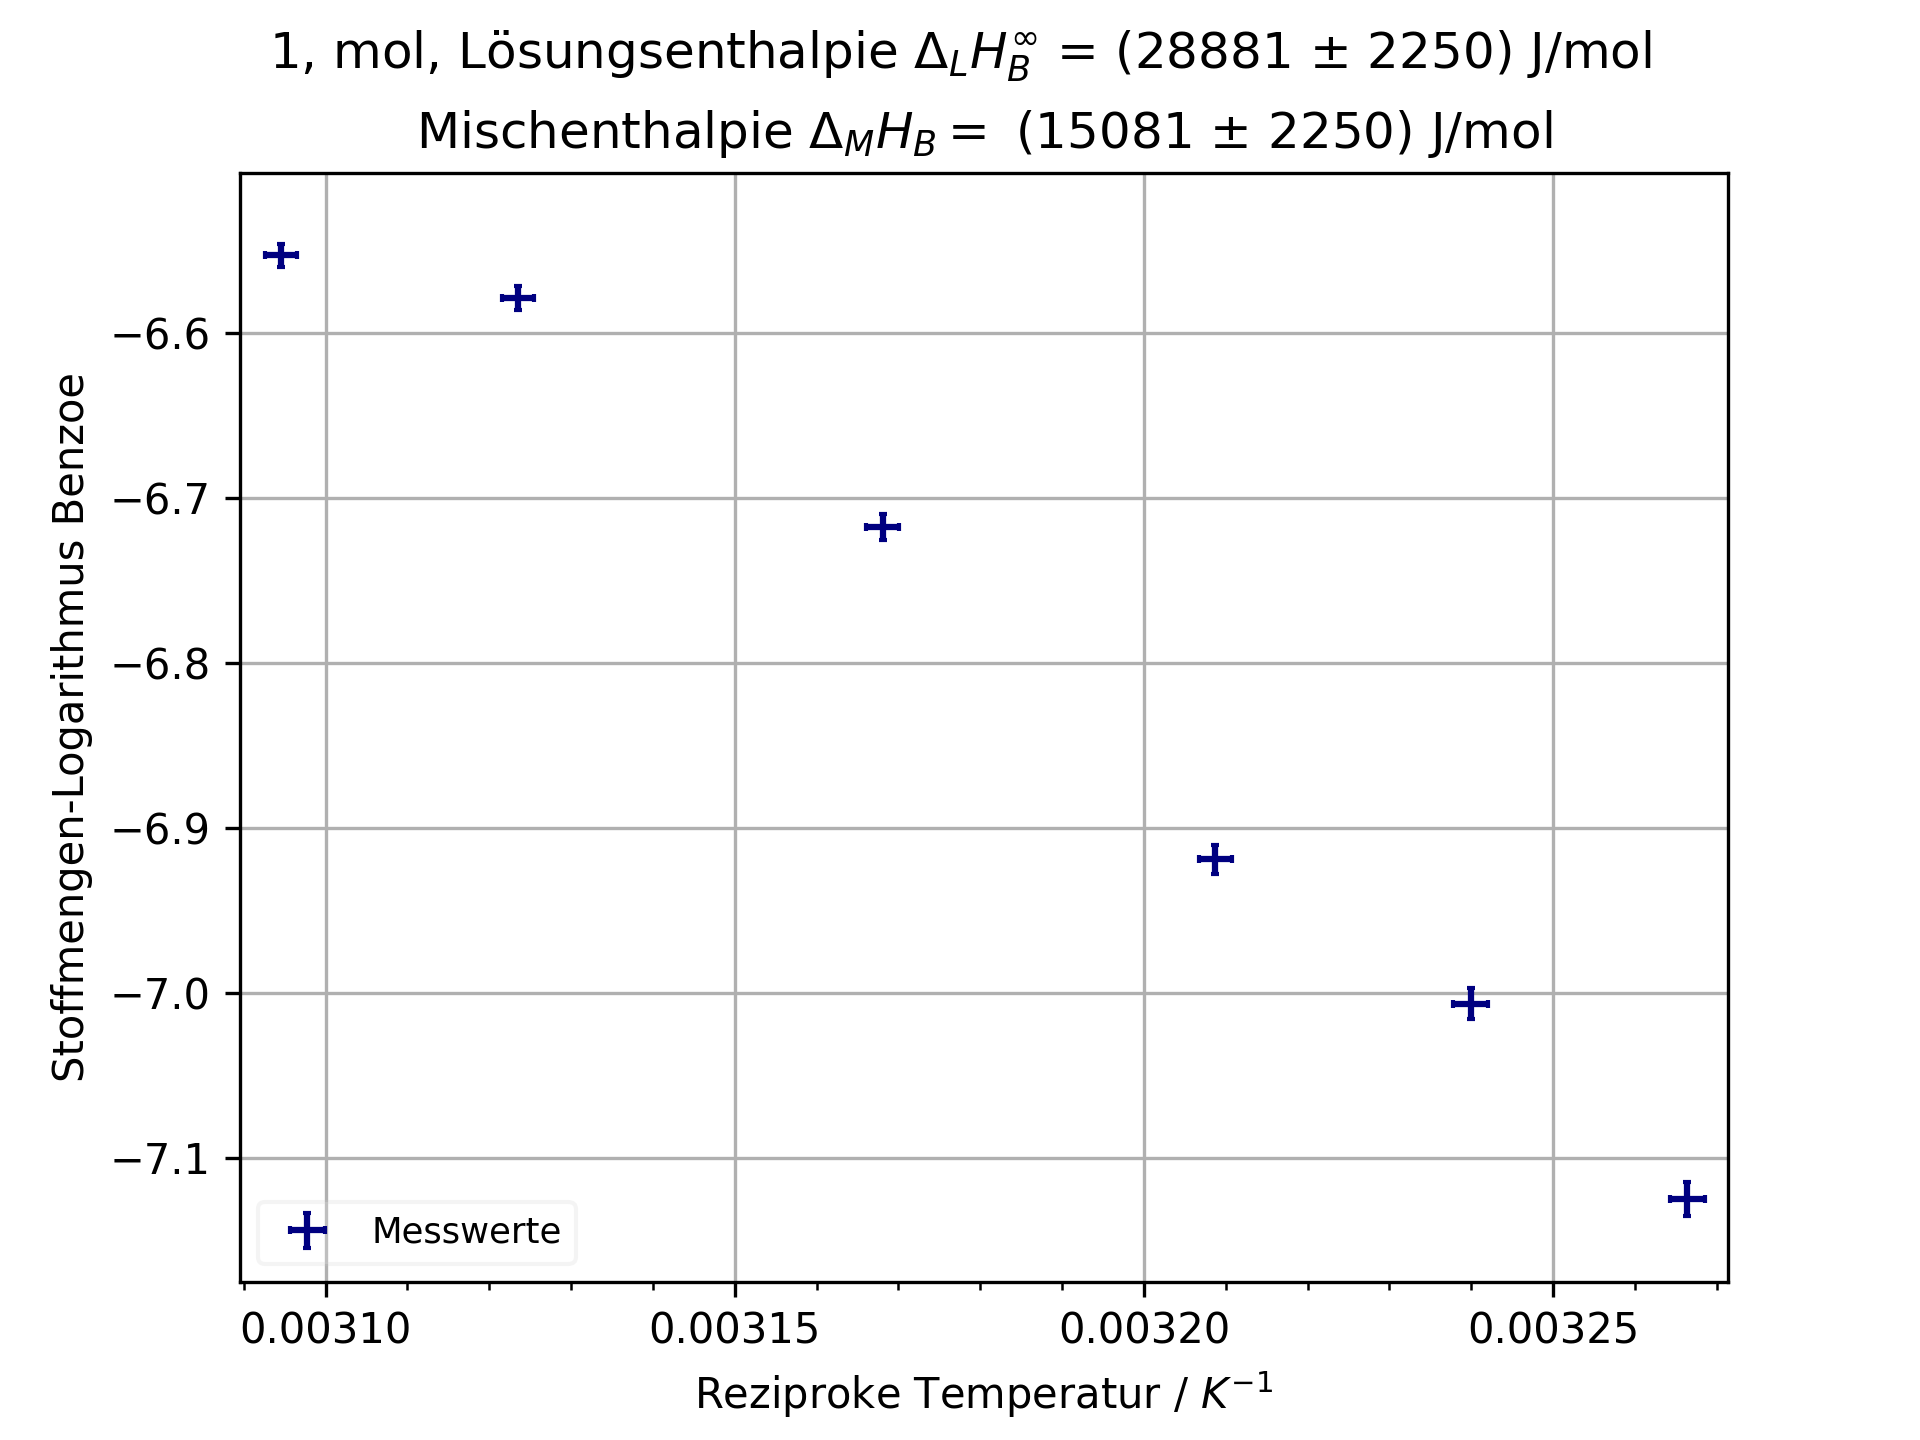 1, mol, Lösungsenthalpie Δ_L H_B^∞ = (28881 ± 2250) J/mol
Mischenthalpie Δ_M H_B = (15081 ± 2250) J/mol
Stoffmengen-Logarithmus Benzoe
−6.6
−6.7
−6.8
−6.9
−7.0
−7.1
Messwerte
0.00310 0.00315 0.00320 0.00325
Reziproke Temperatur / K⁻¹